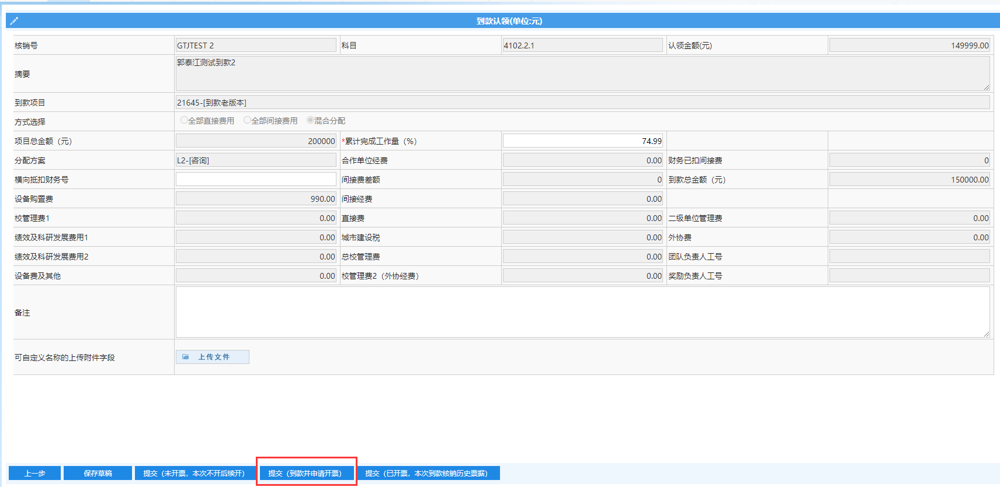 到款认领(单位:元)
核销号 GTJTEST 2 科目 4102.2.1 认领金额(元) 149999.00
摘要 郭泰江测试到款2
到款项目 21645-[到款老版本]
方式选择 全部直接费用 全部间接费用 混合分配
项目总金额（元） 200000 *累计完成工作量（%） 74.99
分配方案 L2-[咨询] 合作单位经费 0.00 财务已扣间接费 0
横向抵扣财务号 间接费差额 0 到款总金额（元） 150000.00
设备购置费 990.00 间接经费 0.00
校管理费1 0.00 直接费 0.00 二级单位管理费 0.00
绩效及科研发展费用1 0.00 城市建设税 0.00 外协费 0.00
绩效及科研发展费用2 0.00 总校管理费 0.00 团队负责人工号
设备费及其他 0.00 校管理费2（外协经费） 0.00 奖励负责人工号
备注
可自定义名称的上传附件字段 上传文件
上一步 保存草稿 提交（未开票，本次不开后续开） 提交（到款并申请开票） 提交（已开票，本次到款核销历史票据）